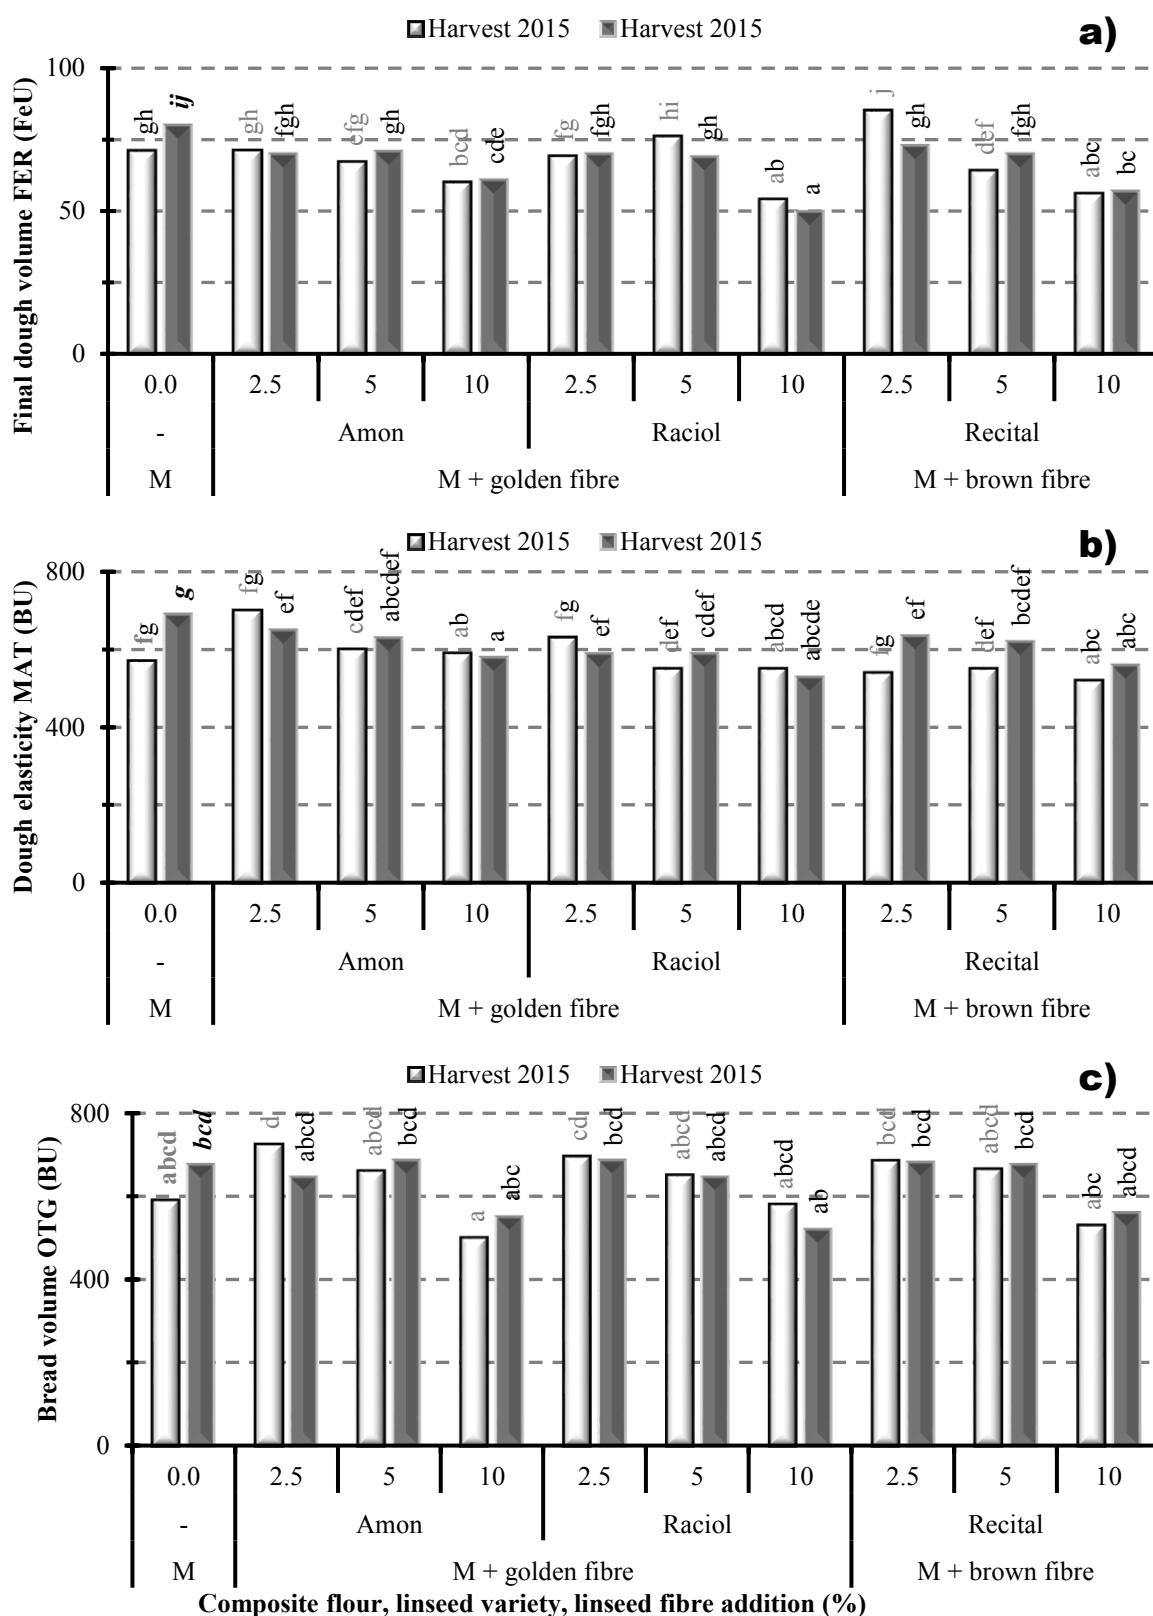 Harvest 2015 Harvest 2015 a)
Final dough volume FER (FeU)
100
50
0
gh ij gh fgh efg gh bcd cde fg fgh hi gh ab a j gh def fgh abc bc
0.0 2.5 5 10 2.5 5 10 2.5 5 10
- Amon Raciol Recital
M M + golden fibre M + brown fibre
Harvest 2015 Harvest 2015 b)
Dough elasticity MAT (BU)
800
400
0
fg g fg ef cdef abcdef ab a fg ef def cdef abcd abcde fg ef def bcdef abc abc
0.0 2.5 5 10 2.5 5 10 2.5 5 10
- Amon Raciol Recital
M M + golden fibre M + brown fibre
Harvest 2015 Harvest 2015 c)
Bread volume OTG (BU)
800
400
0
abcd bcd d abcd abcd bcd a abc cd bcd abcd abcd abcd ab bcd bcd abcd bcd abc abcd
0.0 2.5 5 10 2.5 5 10 2.5 5 10
- Amon Raciol Recital
M M + golden fibre M + brown fibre
Composite flour, linseed variety, linseed fibre addition (%)